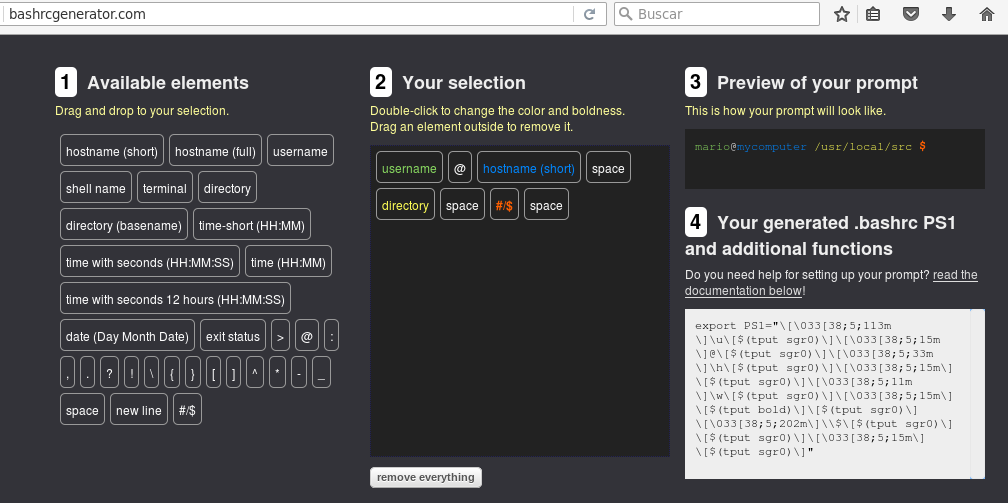 bashrcgenerator.com
Buscar
1 Available elements
Drag and drop to your selection.
hostname (short) hostname (full) username
shell name terminal directory
directory (basename) time-short (HH:MM)
time with seconds (HH:MM:SS) time (HH:MM)
time with seconds 12 hours (HH:MM:SS)
date (Day Month Date) exit status > @ :
, . ? ! \ { } [ ] ^ * - _
space new line #/$
2 Your selection
Double-click to change the color and boldness.
Drag an element outside to remove it.
username @ hostname (short) space
directory space #/$ space
remove everything
3 Preview of your prompt
This is how your prompt will look like.
mario@mycomputer /usr/local/src $
4 Your generated .bashrc PS1
and additional functions
Do you need help for setting up your prompt? read the
documentation below!
export PS1="\[\033[38;5;113m
\]\u\[$(tput sgr0)\]\[\033[38;5;15m
\]@\[$(tput sgr0)\]\[\033[38;5;33m
\]\h\[$(tput sgr0)\]\[\033[38;5;15m\]
\[$(tput sgr0)\]\[\033[38;5;11m
\]\w\[$(tput sgr0)\]\[\033[38;5;15m\]
\[$(tput bold)\]\[$(tput sgr0)\]
\[\033[38;5;202m\]\\$\[$(tput sgr0)\]
\[$(tput sgr0)\]\[\033[38;5;15m\]
\[$(tput sgr0)\]"